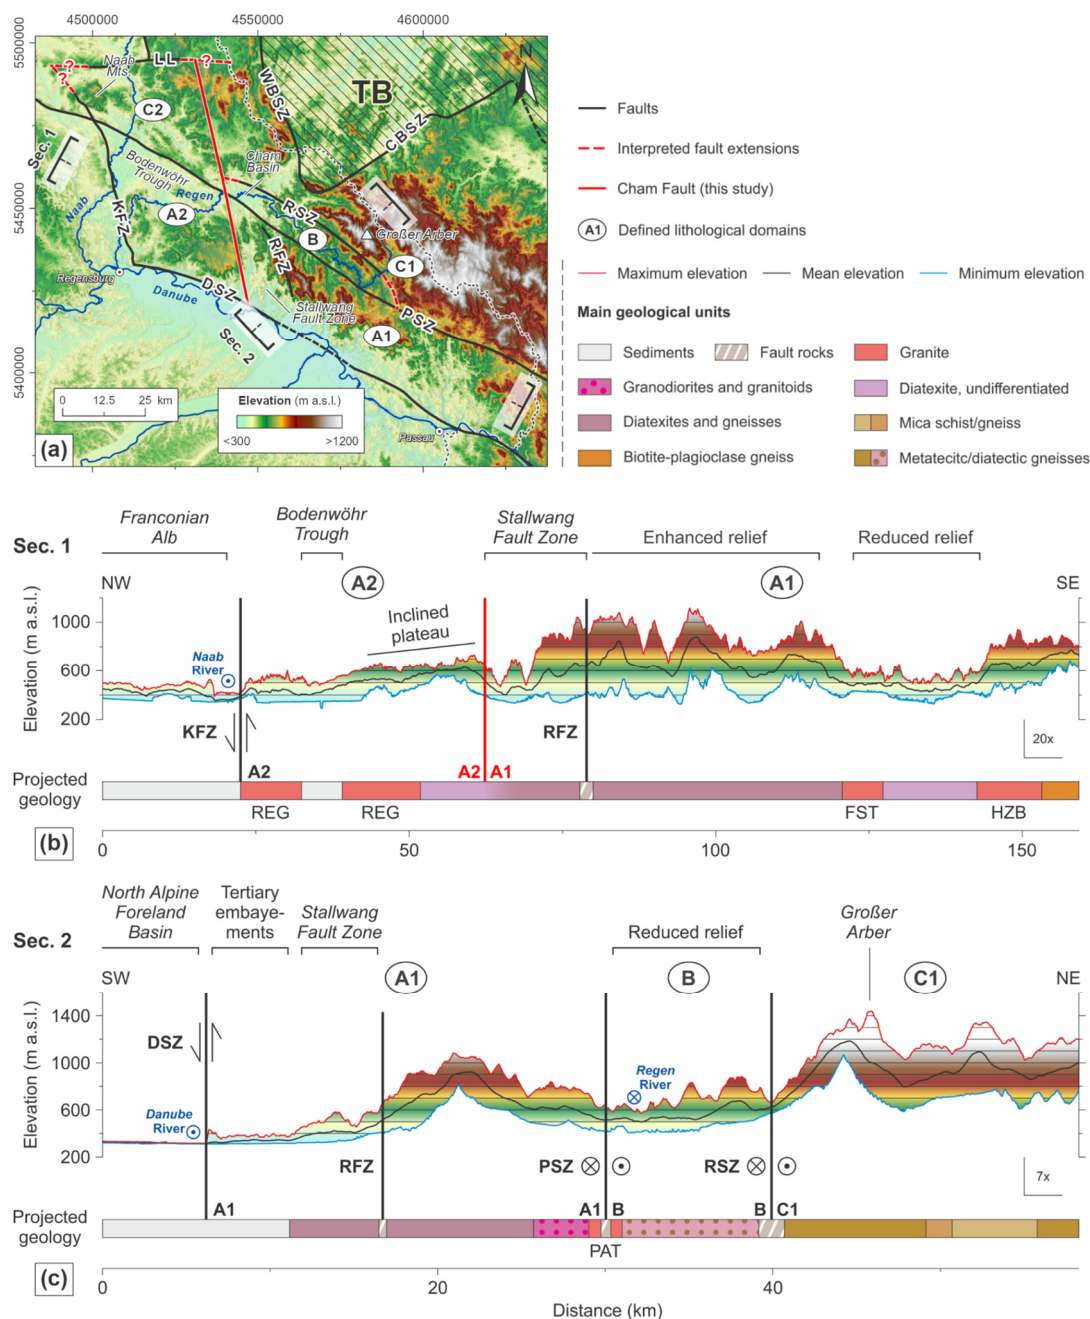 4500000
4550000
4600000
5500000
5450000
5400000
?
?
Naab
Mts.
LL
?
WBSZ
TB
N
C2
CBSZ
Sec. 1
Bodenwöhr
Trough
Cham
Basin
Regen
Naab
KFZ
A2
RSZ
B
Großer Arber
RFZ
C1
Regensburg
DSZ
Danube
Stallwang
Fault Zone
PSZ
Sec. 2
A1
0 12.5 25 km
Elevation (m a.s.l.)
<300 >1200
Passau
(a)
Faults
Interpreted fault extensions
Cham Fault (this study)
A1 Defined lithological domains
Maximum elevation Mean elevation Minimum elevation
Main geological units
Sediments Fault rocks Granite
Granodiorites and granitoids Diatexite, undifferentiated
Diatexites and gneisses Mica schist/gneiss
Biotite-plagioclase gneiss Metatecitc/diatectic gneisses
Sec. 1
Franconian
Alb
Bodenwöhr
Trough
Stallwang
Fault Zone
Enhanced relief
Reduced relief
NW
A2
A1
SE
Elevation (m a.s.l.)
1000
600
200
Inclined
plateau
Naab
River
KFZ
RFZ
20x
A2
A2 A1
Projected
geology
REG REG FST HZB
(b)
0 50 100 150
Sec. 2
North Alpine
Foreland
Basin
Tertiary
embaye-
ments
Stallwang
Fault Zone
Reduced relief
Großer
Arber
SW
A1
B
C1
NE
Elevation (m a.s.l.)
1400
1000
600
200
DSZ
Danube
River
Regen
River
RFZ
PSZ
RSZ
7x
A1
A1 B
B C1
Projected
geology
PAT
(c)
0 20 40
Distance (km)